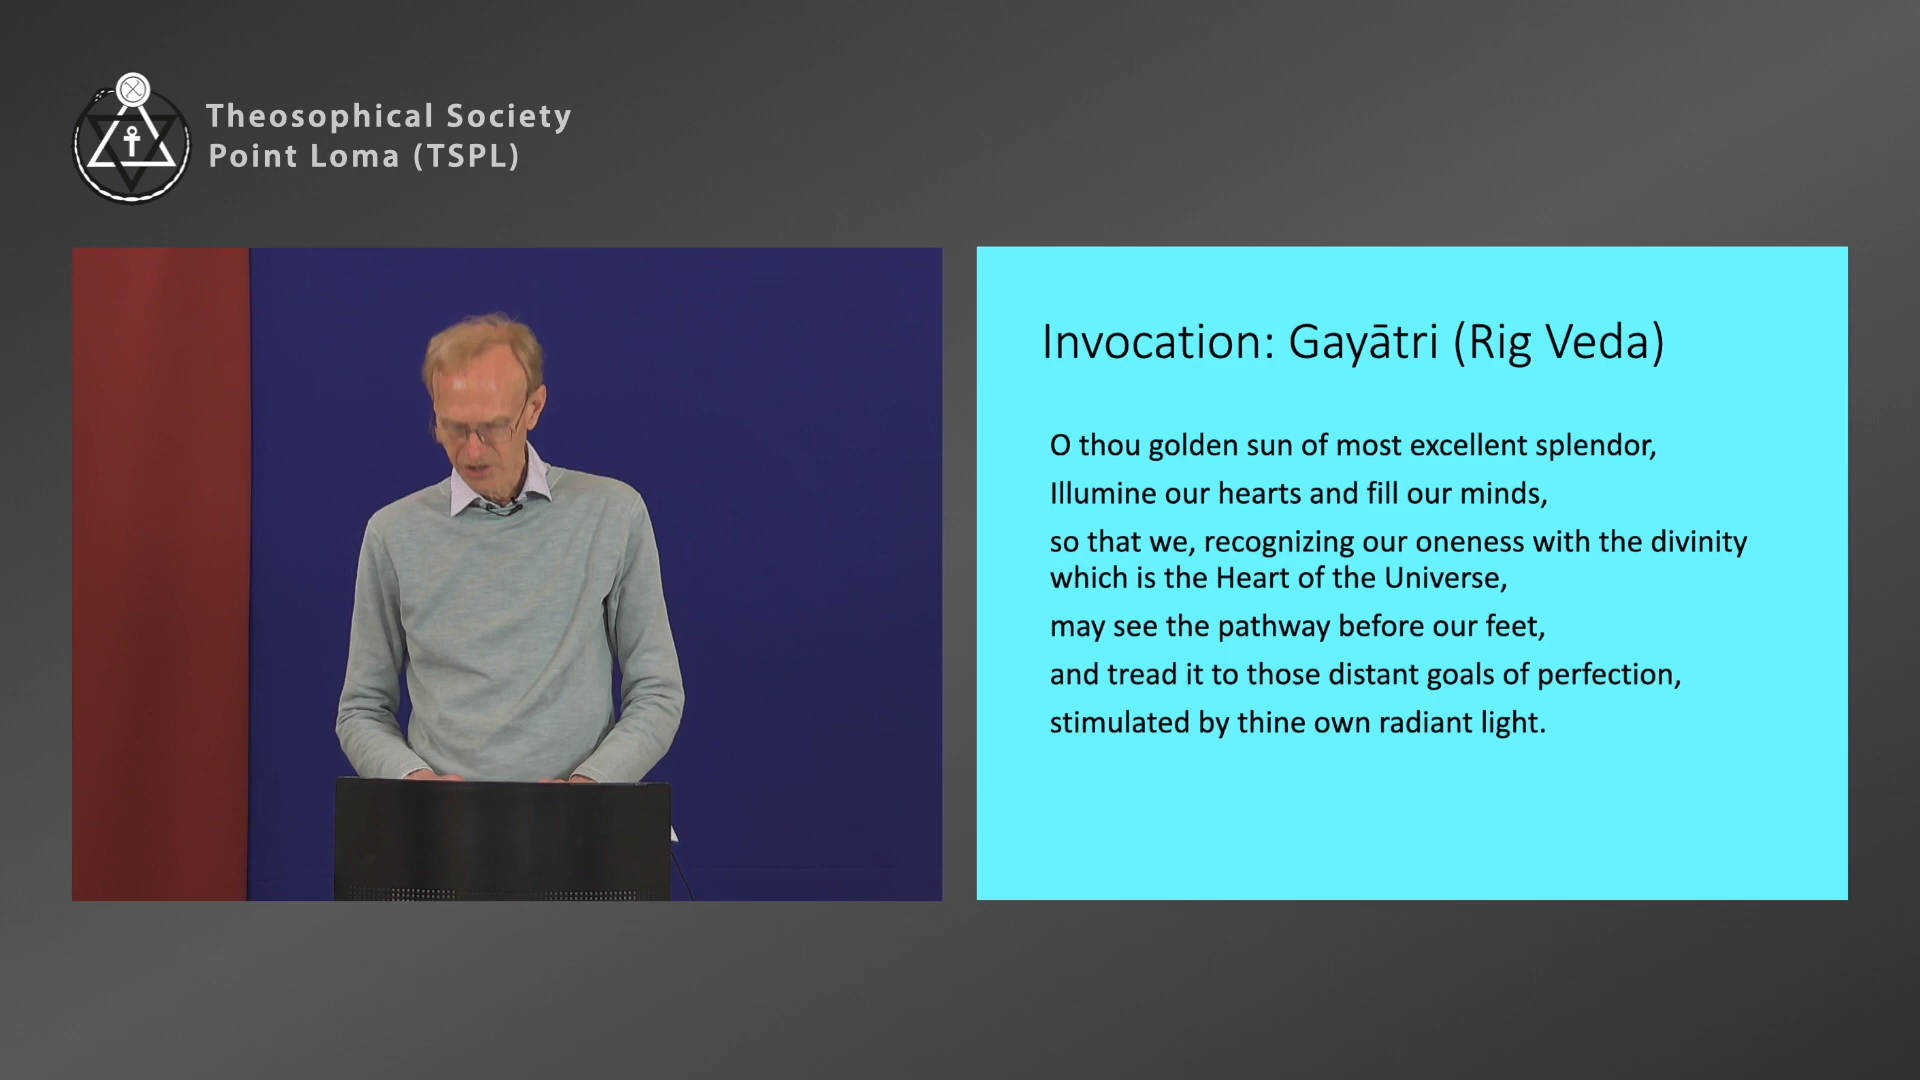 Theosophical Society
Point Loma (TSPL)
Invocation: Gayātri (Rig Veda)
O thou golden sun of most excellent splendor,
Illumine our hearts and fill our minds,
so that we, recognizing our oneness with the divinity
which is the Heart of the Universe,
may see the pathway before our feet,
and tread it to those distant goals of perfection,
stimulated by thine own radiant light.